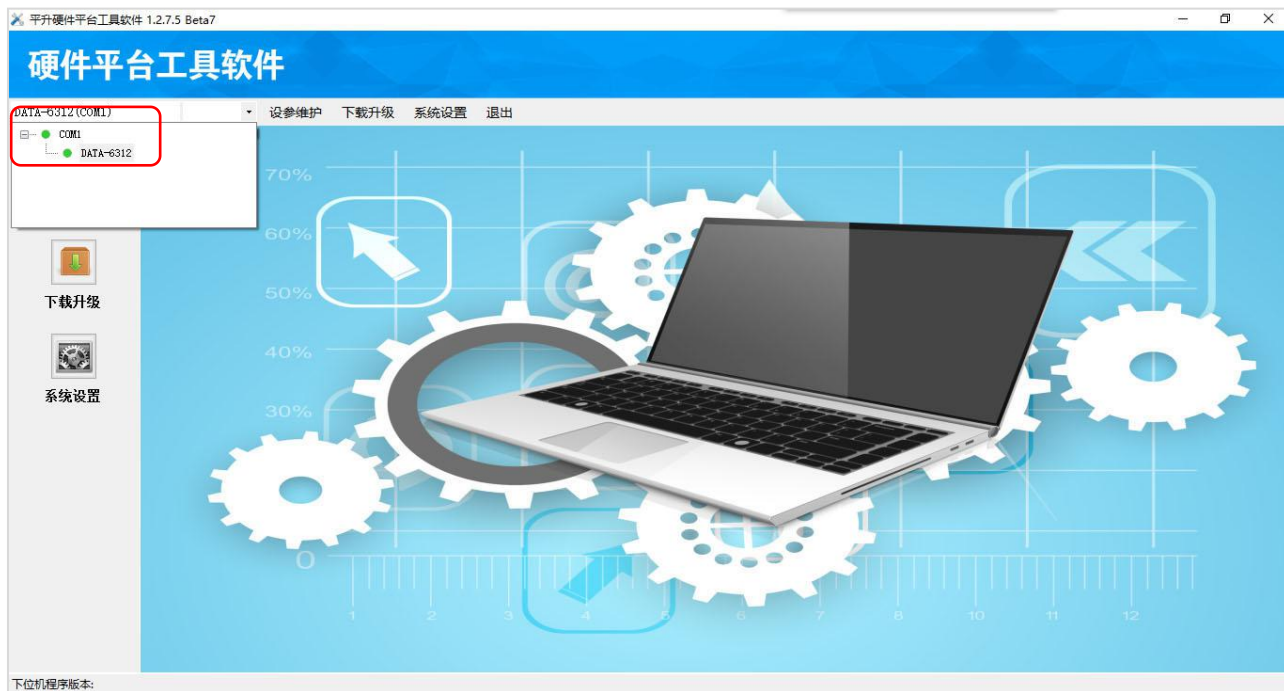 平升硬件平台工具软件 1.2.7.5 Beta7
硬件平台工具软件
DATA-6312(COM1) 设参维护 下载升级 系统设置 退出
COM1
DATA-6312
70%
60%
50%
40%
30%
0
下载升级
系统设置
1 2 3 4 5 6 7 8 10 11 12
下位机程序版本: